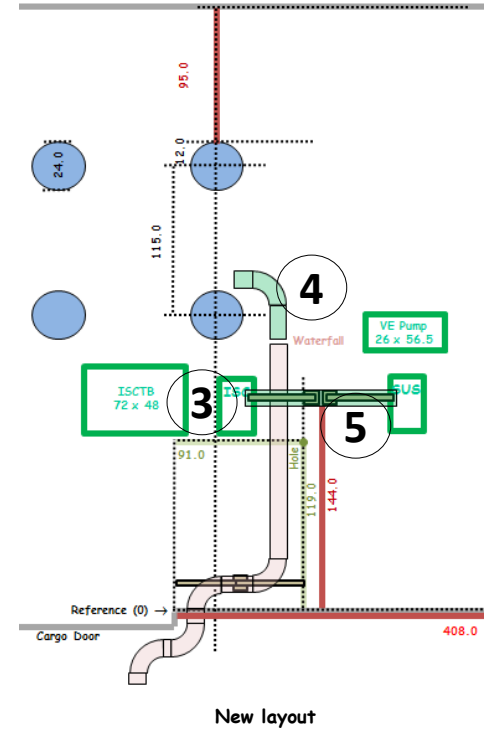 95.0
24.0
12.0
115.0
4
Waterfall
VE Pump
26 x 56.5
ISCTB
72 x 48
3
ISC
SUS
5
91.0
Hole
119.0
144.0
Reference (0) →
Cargo Door
408.0
New layout